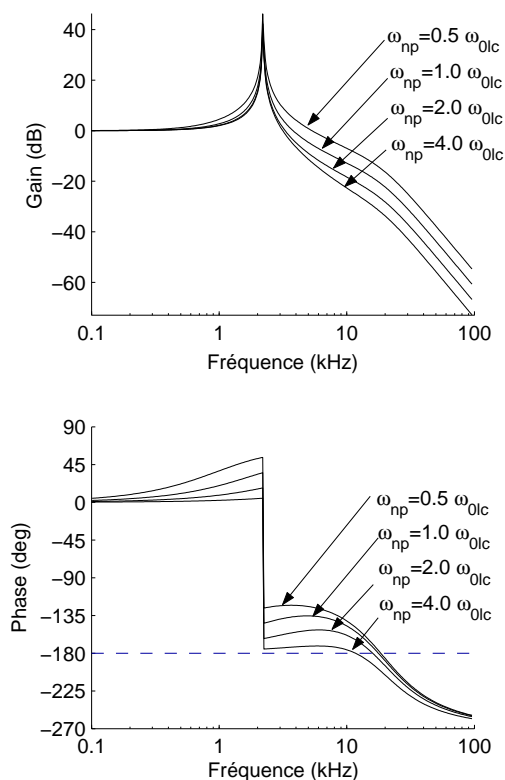 40
20
0
−20
−40
−60
Gain (dB)
ω_np=0.5 ω_0lc
ω_np=1.0 ω_0lc
ω_np=2.0 ω_0lc
ω_np=4.0 ω_0lc
0.1 1 10 100
Fréquence (kHz)
90
45
0
−45
−90
−135
−180
−225
−270
Phase (deg)
ω_np=0.5 ω_0lc
ω_np=1.0 ω_0lc
ω_np=2.0 ω_0lc
ω_np=4.0 ω_0lc
0.1 1 10 100
Fréquence (kHz)